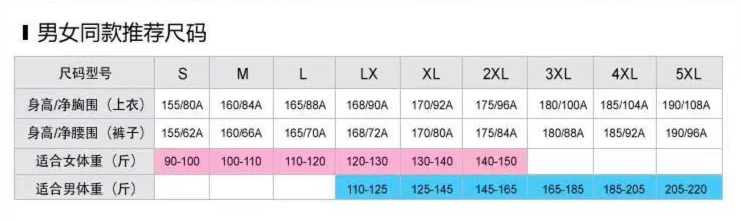 男女同款推荐尺码
尺码型号 S M L LX XL 2XL 3XL 4XL 5XL
身高/净胸围（上衣） 155/80A 160/84A 165/88A 168/90A 170/92A 175/96A 180/100A 185/104A 190/108A
身高/净腰围（裤子） 155/62A 160/66A 165/70A 168/72A 170/80A 175/84A 180/88A 185/92A 190/96A
适合女体重（斤） 90-100 100-110 110-120 120-130 130-140 140-150
适合男体重（斤） 110-125 125-145 145-165 165-185 185-205 205-220